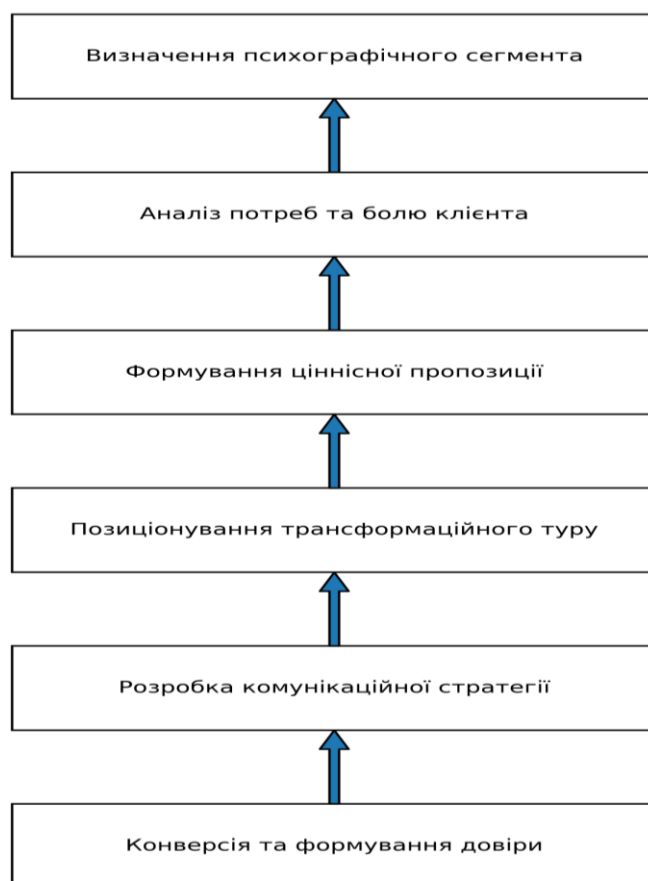 Визначення психографічного сегмента
Аналіз потреб та болю клієнта
Формування ціннісної пропозиції
Позиціонування трансформаційного туру
Розробка комунікаційної стратегії
Конверсія та формування довіри